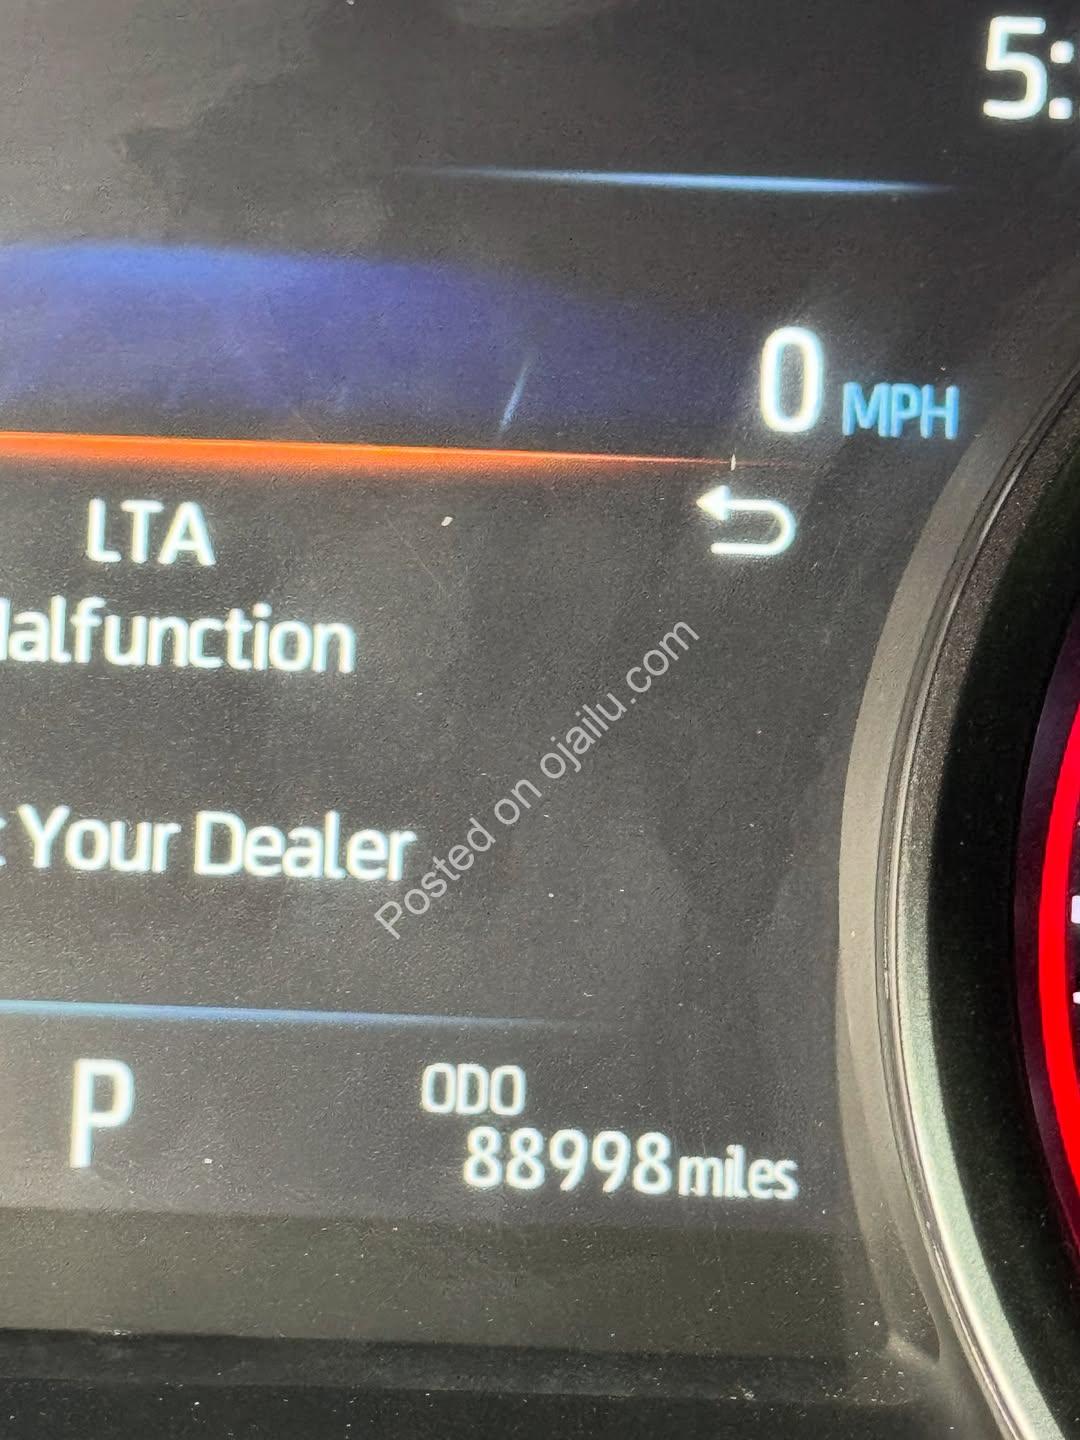 5:
0 MPH
LTA
alfunction
Your Dealer
Posted on ojailu.com
P
ODO
88998 miles